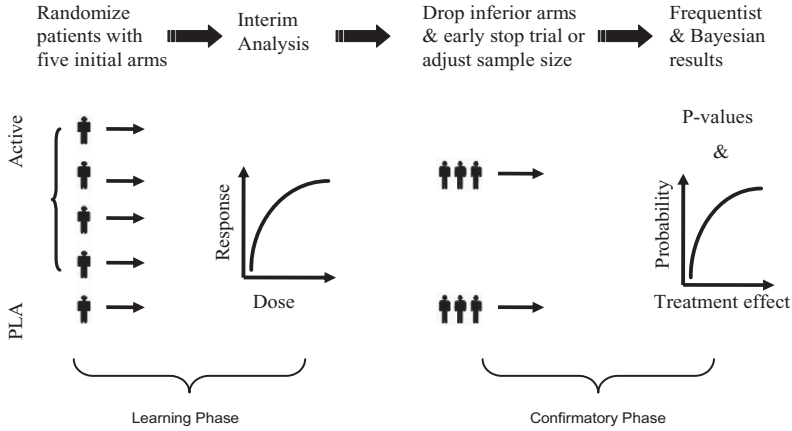 Randomize
patients with
five initial arms
Interim
Analysis
Drop inferior arms
& early stop trial or
adjust sample size
Frequentist
& Bayesian
results
Active
PLA
Response
Dose
P-values
&
Probability
Treatment effect
Learning Phase
Confirmatory Phase